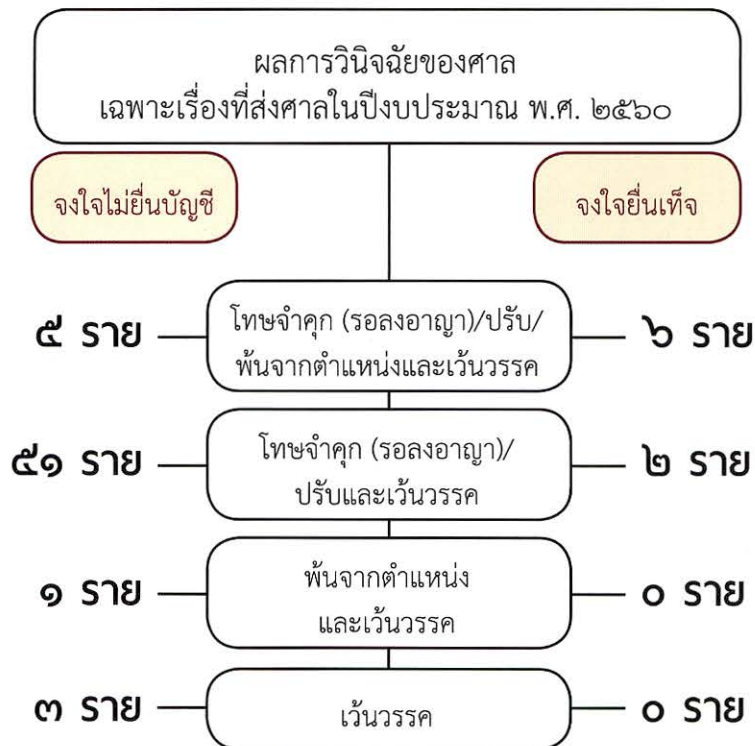 ผลการวินิจฉัยของศาล
เฉพาะเรื่องที่ส่งศาลในปีงบประมาณ พ.ศ. ๒๕๖๐
จงใจไม่ยื่นบัญชี
จงใจยื่นเท็จ
๕ ราย
โทษจำคุก (รอลงอาญา)/ปรับ/
พ้นจากตำแหน่งและเว้นวรรค
๖ ราย
๕๑ ราย
โทษจำคุก (รอลงอาญา)/
ปรับและเว้นวรรค
๒ ราย
๑ ราย
พ้นจากตำแหน่ง
และเว้นวรรค
๐ ราย
๓ ราย
เว้นวรรค
๐ ราย